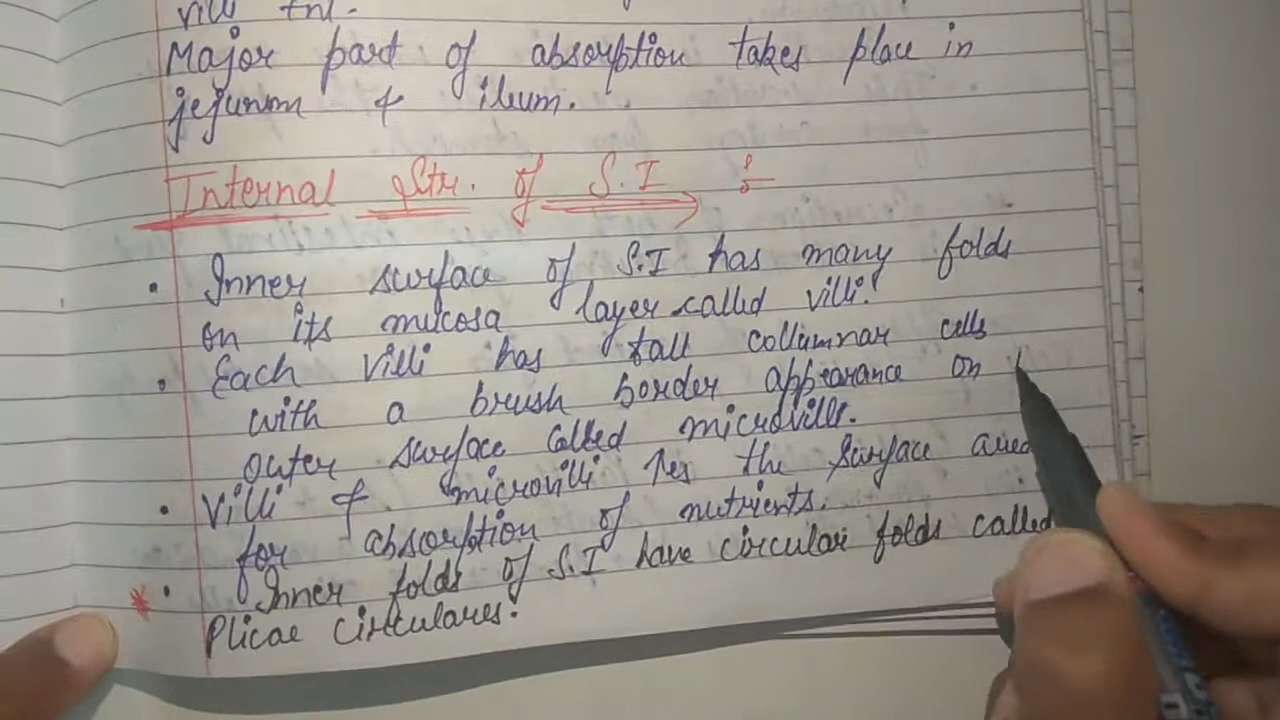 villi
Major part of absorption takes place in
jejunum & ileum.
Internal Str. of S.I :-
• Inner surface of S.I has many folds
on its mucosa layer called villi.
• Each villi has tall collumnar cells
with a brush border appearance on
outer surface called microvilli.
• Villi & microvilli ↑es the surface area
for absorption of nutrients.
* • Inner folds of S.I have circular folds called
Plicae circulares.